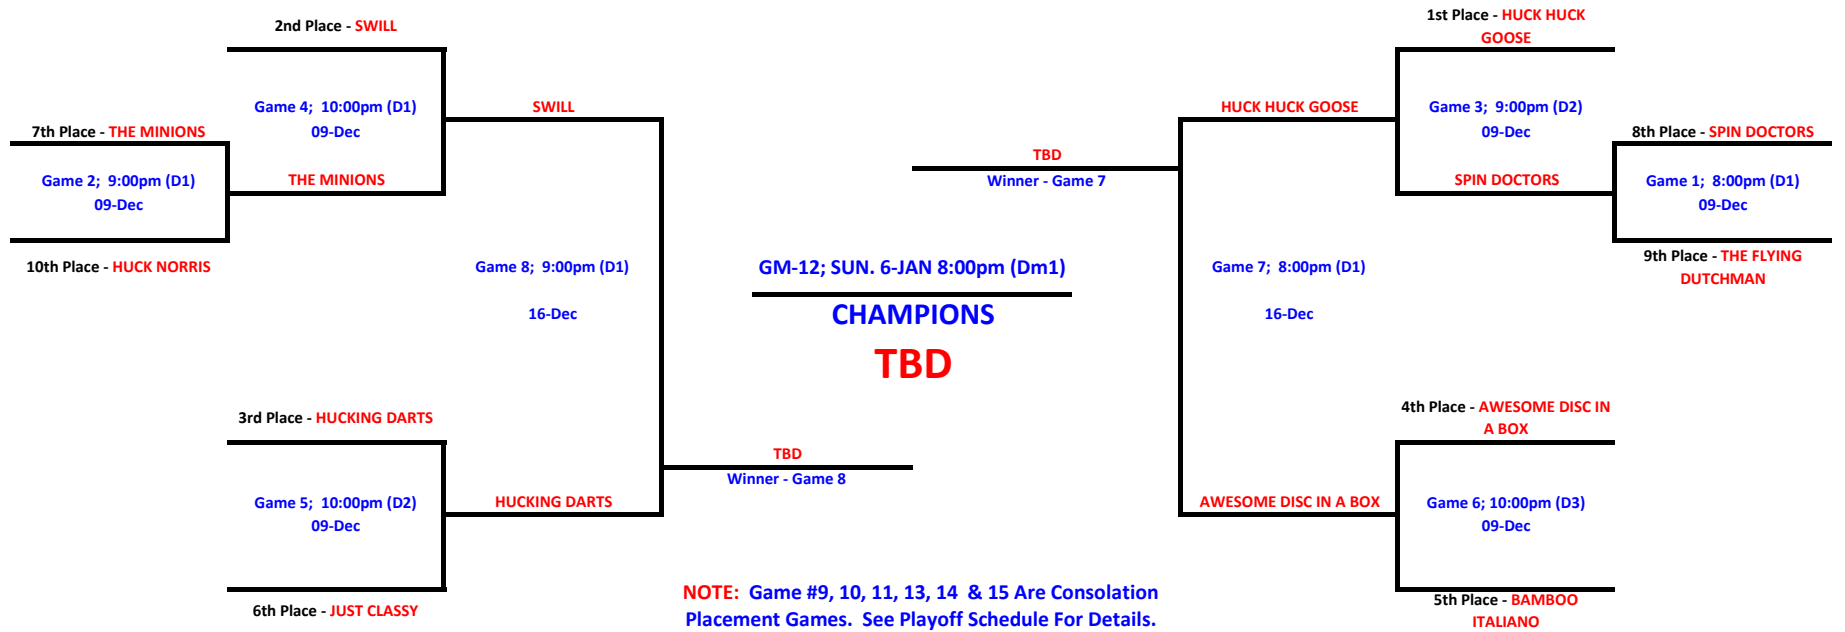 2nd Place - SWILL
Game 4;  10:00pm (D1)
09-Dec
SWILL
7th Place - THE MINIONS
Game 2;  9:00pm (D1)
09-Dec
THE MINIONS
10th Place - HUCK NORRIS
Game 8;  9:00pm (D1)
16-Dec
3rd Place - HUCKING DARTS
Game 5;  10:00pm (D2)
09-Dec
HUCKING DARTS
6th Place - JUST CLASSY
TBD
Winner - Game 8
GM-12; SUN. 6-JAN 8:00pm (Dm1)
CHAMPIONS
TBD
TBD
Winner - Game 7
1st Place - HUCK HUCK
GOOSE
HUCK HUCK GOOSE
Game 3;  9:00pm (D2)
09-Dec
8th Place - SPIN DOCTORS
SPIN DOCTORS
Game 1;  8:00pm (D1)
09-Dec
9th Place - THE FLYING
DUTCHMAN
Game 7;  8:00pm (D1)
16-Dec
4th Place - AWESOME DISC IN
A BOX
AWESOME DISC IN A BOX
Game 6; 10:00pm (D3)
09-Dec
5th Place - BAMBOO
ITALIANO
NOTE:  Game #9, 10, 11, 13, 14  & 15 Are Consolation
Placement Games.  See Playoff Schedule For Details.